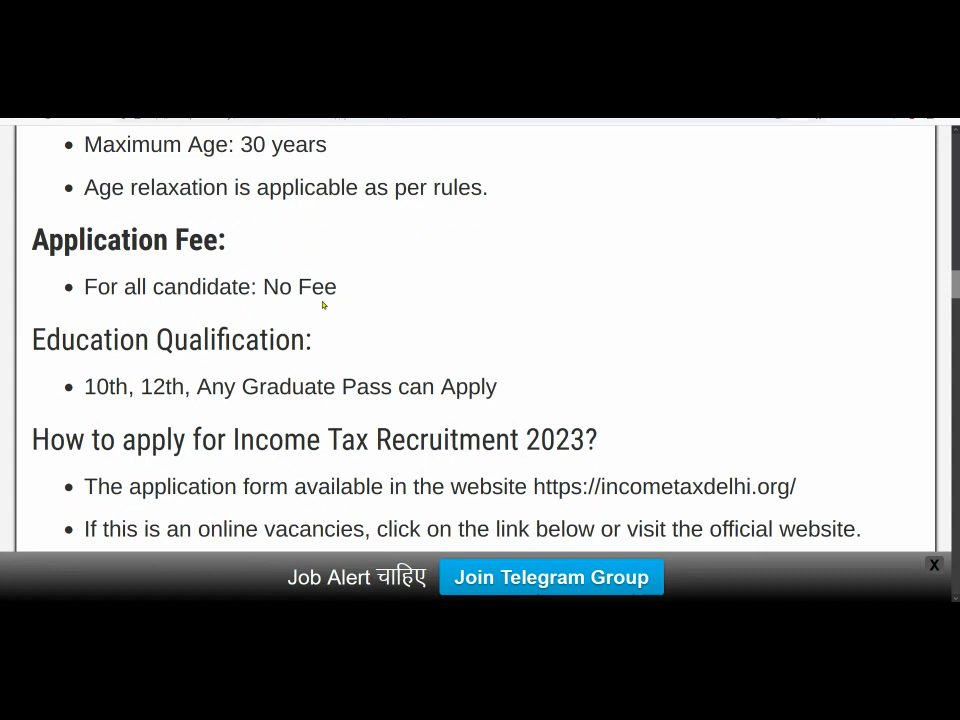 Maximum Age: 30 years
Age relaxation is applicable as per rules.
Application Fee:
For all candidate: No Fee
Education Qualification:
10th, 12th, Any Graduate Pass can Apply
How to apply for Income Tax Recruitment 2023?
The application form available in the website https://incometaxdelhi.org/
If this is an online vacancies, click on the link below or visit the official website.
Job Alert चाहिए Join Telegram Group
X